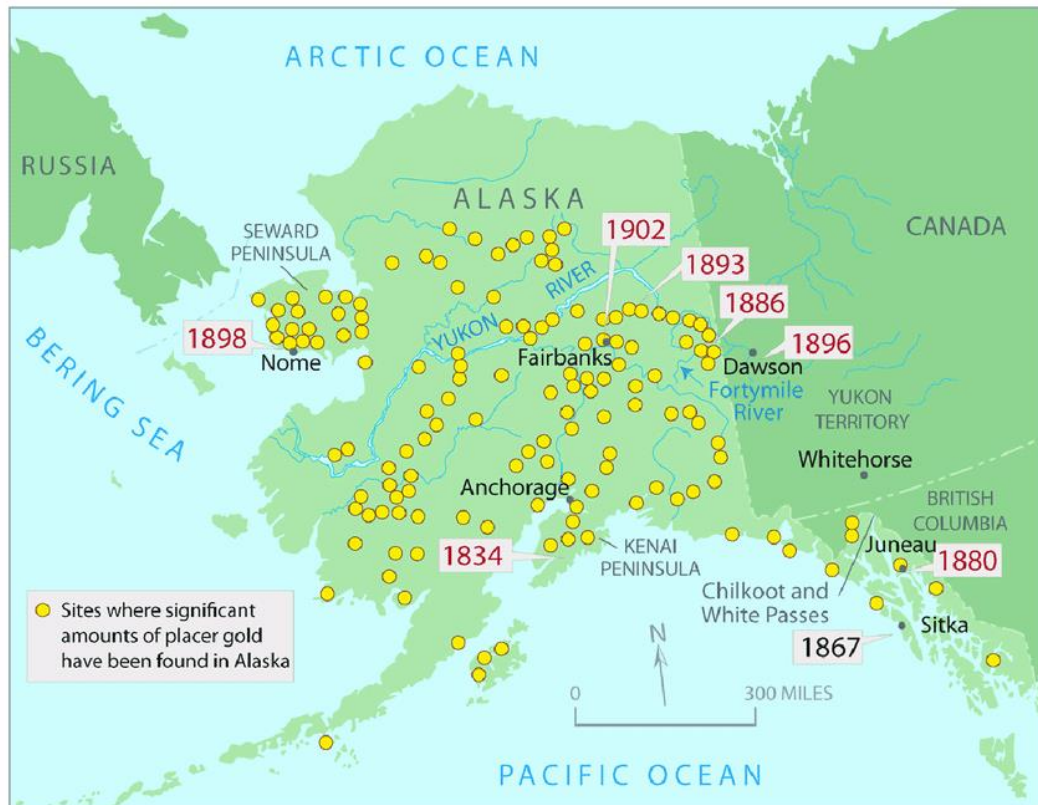 ARCTIC OCEAN
RUSSIA
ALASKA
CANADA
SEWARD
PENINSULA
1902
RIVER
1893
1886
YUKON
1898
Nome
Fairbanks
1896
Dawson
Fortymile
River
BERING SEA
YUKON
TERRITORY
Whitehorse
Anchorage
BRITISH
COLUMBIA
Juneau
1834
KENAI
PENINSULA
1880
Chilkoot and
White Passes
Sitka
1867
Sites where significant
amounts of placer gold
have been found in Alaska
N
0
300 MILES
PACIFIC OCEAN